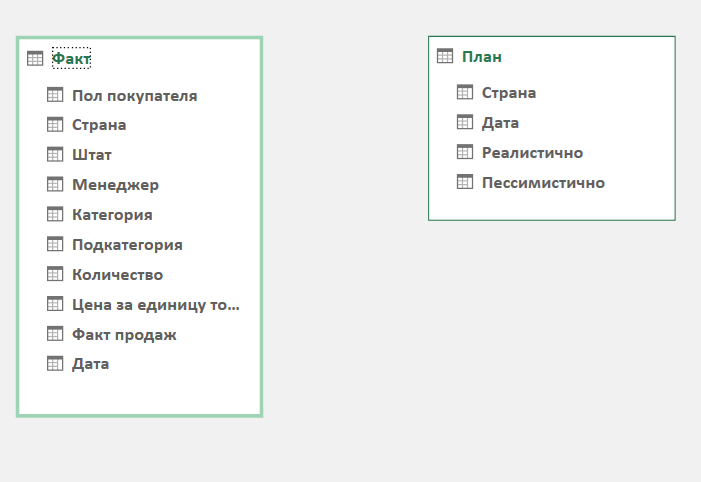 Факт
Пол покупателя
Страна
Штат
Менеджер
Категория
Подкатегория
Количество
Цена за единицу то...
Факт продаж
Дата
План
Страна
Дата
Реалистично
Пессимистично